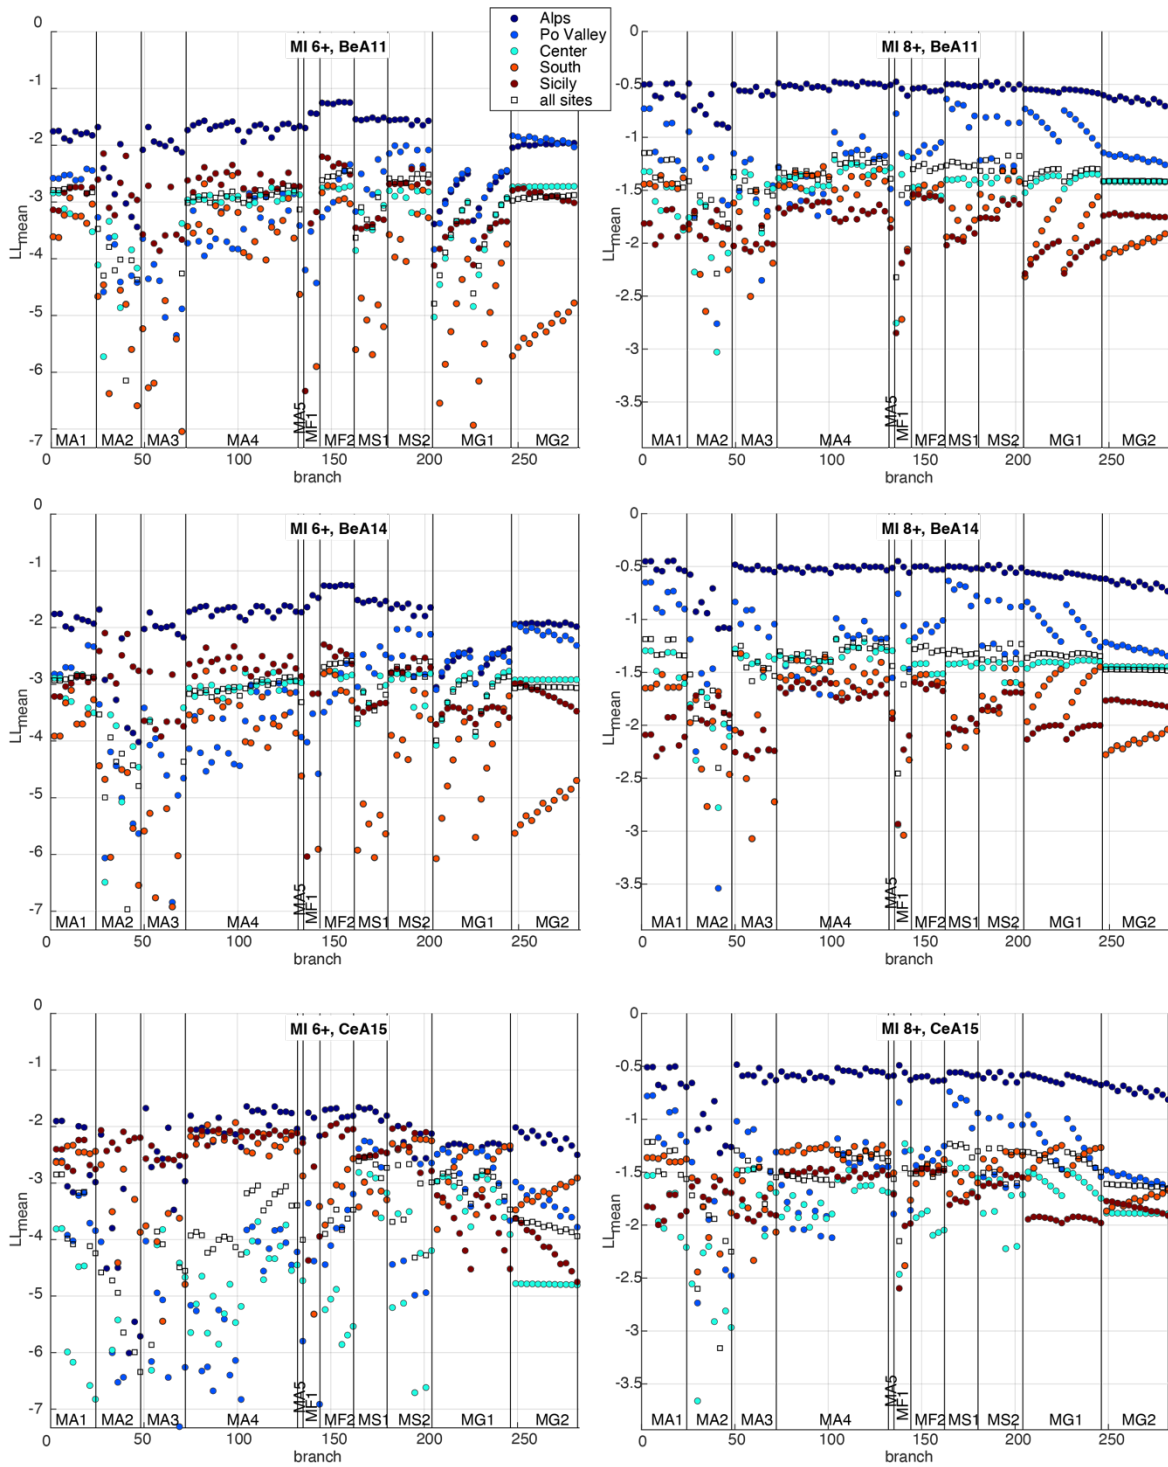 Alps
Po Valley
Center
South
Sicily
all sites
MI 6+, BeA11
0
-1
-2
-3
-4
-5
-6
-7
LLmean
MA1 MA2 MA3 MA4 MA5 MF1 MF2 MS1 MS2 MG1 MG2
0 50 100 150 200 250
branch
MI 8+, BeA11
0
-0.5
-1
-1.5
-2
-2.5
-3
-3.5
LLmean
MA1 MA2 MA3 MA4 MA5 MF1 MF2 MS1 MS2 MG1 MG2
0 50 100 150 200 250
branch
MI 6+, BeA14
0
-1
-2
-3
-4
-5
-6
-7
LLmean
MA1 MA2 MA3 MA4 MA5 MF1 MF2 MS1 MS2 MG1 MG2
0 50 100 150 200 250
branch
MI 8+, BeA14
0
-0.5
-1
-1.5
-2
-2.5
-3
-3.5
LLmean
MA1 MA2 MA3 MA4 MA5 MF1 MF2 MS1 MS2 MG1 MG2
0 50 100 150 200 250
branch
MI 6+, CeA15
0
-1
-2
-3
-4
-5
-6
-7
LLmean
MA1 MA2 MA3 MA4 MA5 MF1 MF2 MS1 MS2 MG1 MG2
0 50 100 150 200 250
branch
MI 8+, CeA15
0
-0.5
-1
-1.5
-2
-2.5
-3
-3.5
LLmean
MA1 MA2 MA3 MA4 MA5 MF1 MF2 MS1 MS2 MG1 MG2
0 50 100 150 200 250
branch